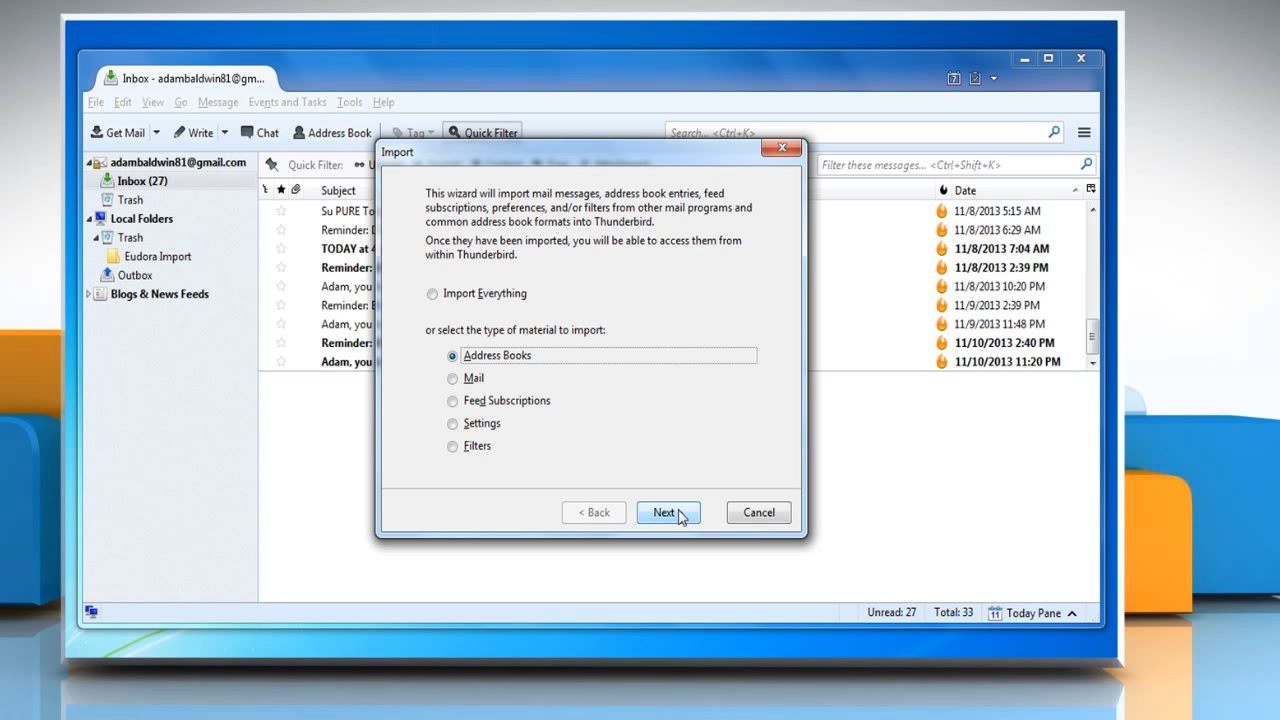 Inbox - adambaldwin81@gm...
File Edit View Go Message Events and Tasks Tools Help
Get Mail Write Chat Address Book Tag Quick Filter Search... <Ctrl+K>
Import
adambaldwin81@gmail.com
Quick Filter: Filter these messages... <Ctrl+Shift+K>
Inbox (27)
Subject Date
Trash
Local Folders
Trash
Eudora Import
Outbox
Blogs & News Feeds
Su PURE To 11/8/2013 5:15 AM
Reminder: 11/8/2013 6:29 AM
TODAY at 11/8/2013 7:04 AM
Reminder: 11/8/2013 2:39 PM
Adam, you 11/8/2013 10:20 PM
Reminder: 11/9/2013 2:39 PM
Adam, you 11/9/2013 11:48 PM
Reminder: 11/10/2013 2:40 PM
Adam, you 11/10/2013 11:20 PM
This wizard will import mail messages, address book entries, feed
subscriptions, preferences, and/or filters from other mail programs and
common address book formats into Thunderbird.
Once they have been imported, you will be able to access them from
within Thunderbird.
Import Everything
or select the type of material to import:
Address Books
Mail
Feed Subscriptions
Settings
Filters
< Back Next Cancel
Unread: 27 Total: 33 11 Today Pane